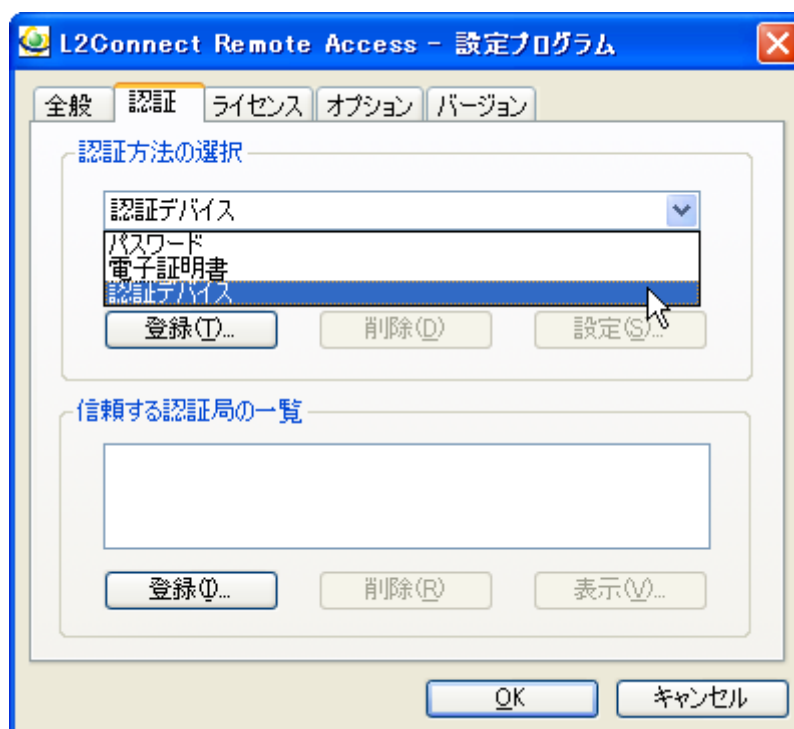 L2Connect Remote Access - 設定プログラム
全般 認証 ライセンス オプション バージョン
認証方法の選択
認証デバイス
パスワード
電子証明書
認証デバイス
登録(T)... 削除(D) 設定(S)...
信頼する認証局の一覧
登録(I)... 削除(R) 表示(V)...
OK キャンセル